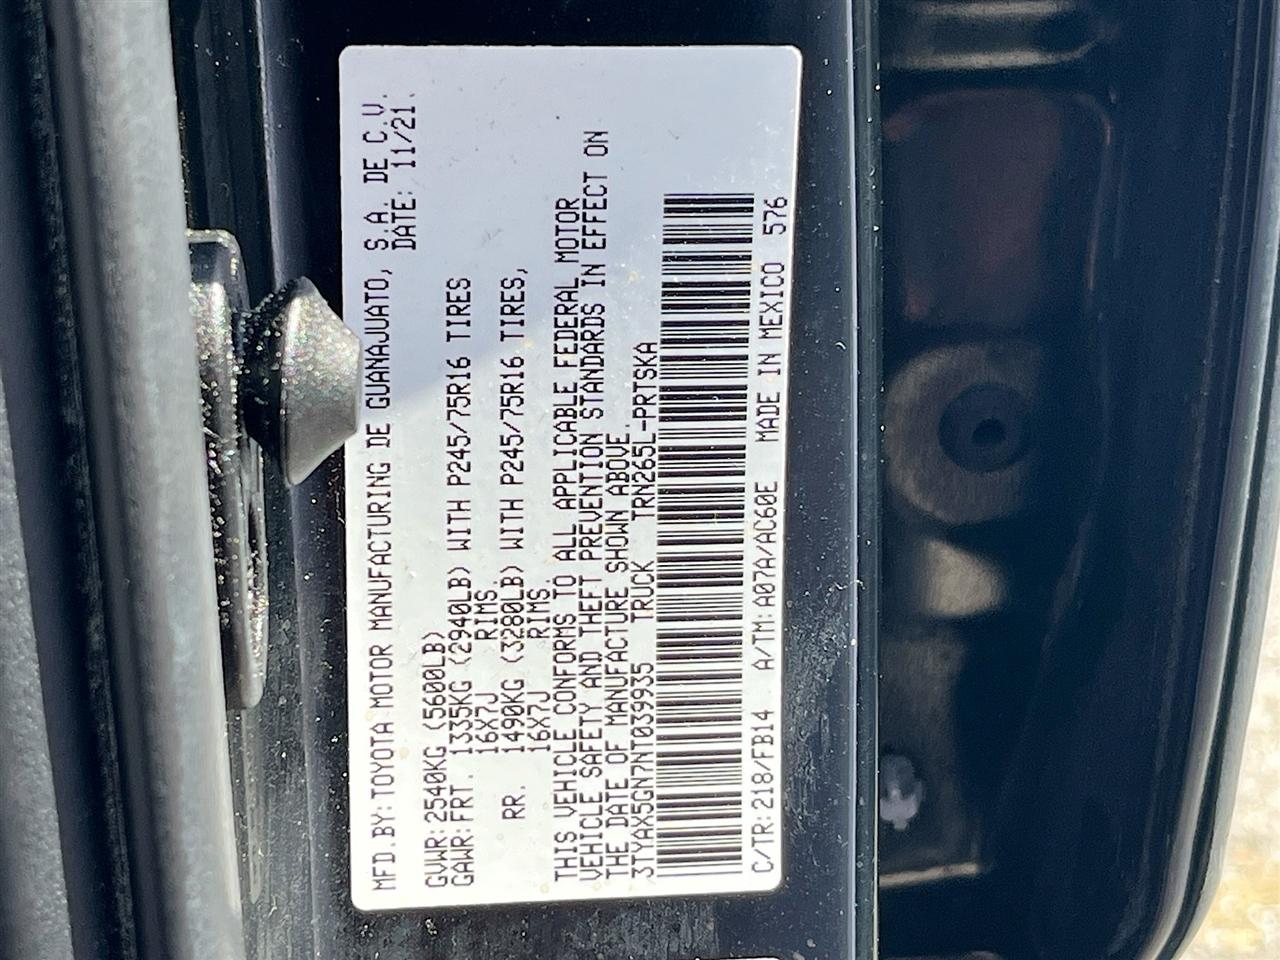 MFD.BY:TOYOTA MOTOR MANUFACTURING DE GUANAJUATO, S.A. DE C.V.
DATE: 11/21
GVWR:2540KG (5600LB)
GAWR:FRT. 1335KG (2940LB) WITH P245/75R16 TIRES
16X7J RIMS
RR. 1490KG (3280LB) WITH P245/75R16 TIRES,
16X7J RIMS
THIS VEHICLE CONFORMS TO ALL APPLICABLE FEDERAL MOTOR
VEHICLE SAFETY AND THEFT PREVENTION STANDARDS IN EFFECT ON
THE DATE OF MANUFACTURE SHOWN ABOVE.
3TYAX5GN7NT039935 TRUCK TRN265L-PRTSKA
C/TR:218/FB14 A/TM:A07A/AC60E MADE IN MEXICO 576